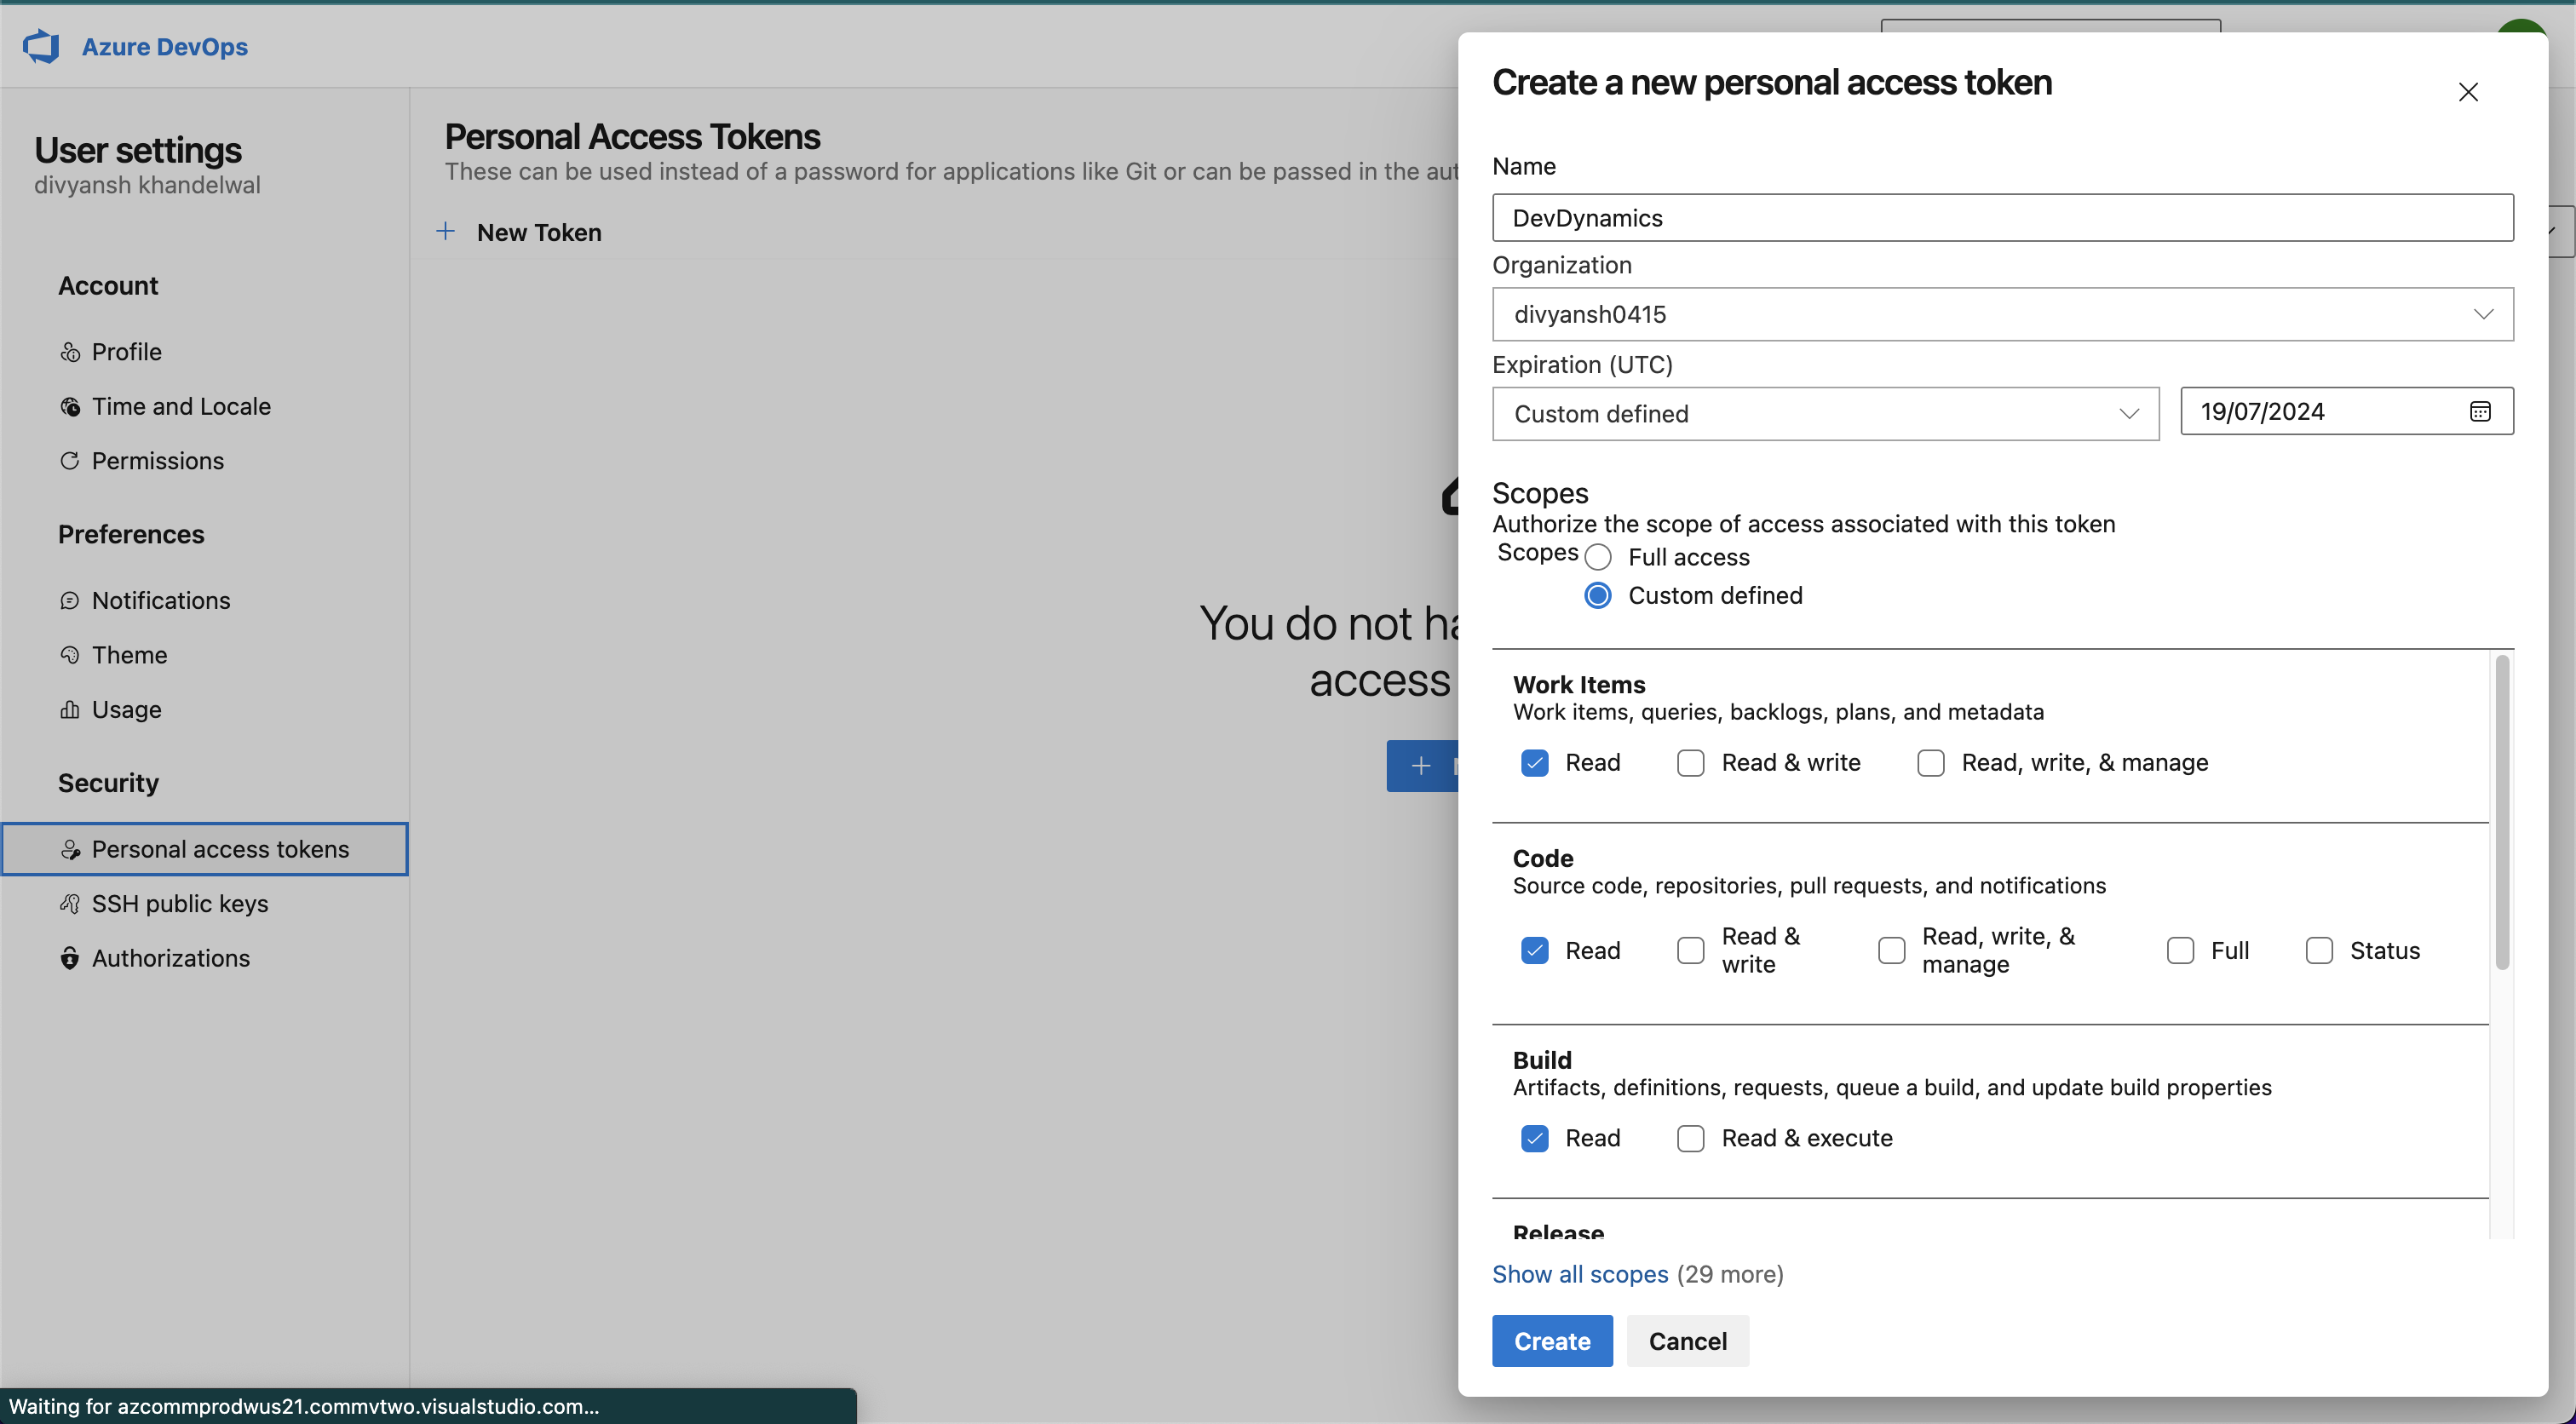 Azure DevOps
User settings
divyansh khandelwal
Account
Profile
Time and Locale
Permissions
Preferences
Notifications
Theme
Usage
Security
Personal access tokens
SSH public keys
Authorizations
Personal Access Tokens
These can be used instead of a password for applications like Git or can be passed in the
New Token
You do not
access
Create a new personal access token
Name
DevDynamics
Organization
divyansh0415
Expiration (UTC)
Custom defined
19/07/2024
Scopes
Authorize the scope of access associated with this token
Scopes
Full access
Custom defined
Work Items
Work items, queries, backlogs, plans, and metadata
Read Read & write Read, write, & manage
Code
Source code, repositories, pull requests, and notifications
Read Read & write Read, write, & manage Full Status
Build
Artifacts, definitions, requests, queue a build, and update build properties
Read Read & execute
Release
Show all scopes (29 more)
Create Cancel
Waiting for azcommprodwus21.commvtwo.visualstudio.com...